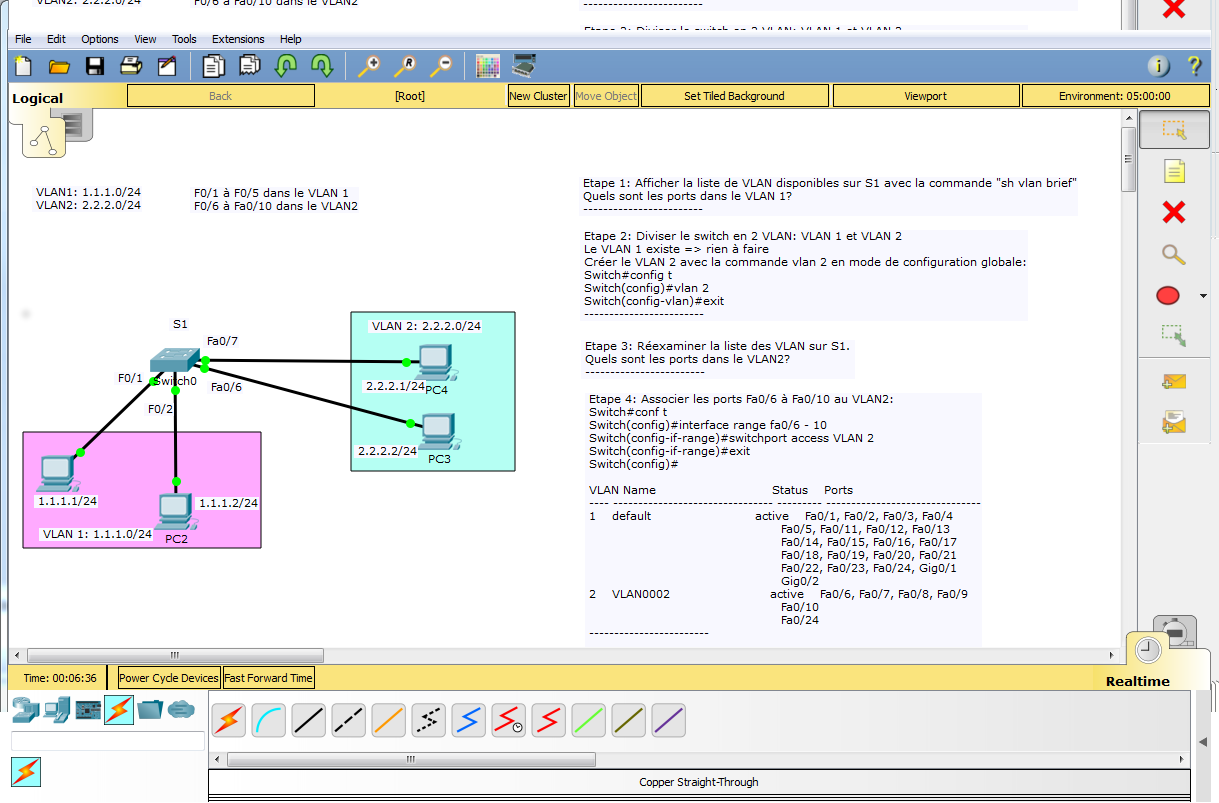 VLAN2: 2.2.2.0/24
F0/6 à Fa0/10 dans le VLAN2
-------------------------
File Edit Options View Tools Extensions Help
Logical
Back
[Root]
New Cluster
Move Object
Set Tiled Background
Viewport
Environment: 05:00:00
VLAN1: 1.1.1.0/24
VLAN2: 2.2.2.0/24
F0/1 à F0/5 dans le VLAN 1
F0/6 à Fa0/10 dans le VLAN2
Etape 1: Afficher la liste de VLAN disponibles sur S1 avec la commande "sh vlan brief"
Quels sont les ports dans le VLAN 1?
-------------------------
Etape 2: Diviser le switch en 2 VLAN: VLAN 1 et VLAN 2
Le VLAN 1 existe => rien à faire
Créer le VLAN 2 avec la commande vlan 2 en mode de configuration globale:
Switch#config t
Switch(config)#vlan 2
Switch(config-vlan)#exit
-------------------------
Etape 3: Réexaminer la liste des VLAN sur S1.
Quels sont les ports dans le VLAN2?
-------------------------
Etape 4: Associer les ports Fa0/6 à Fa0/10 au VLAN2:
Switch#conf t
Switch(config)#interface range fa0/6 - 10
Switch(config-if-range)#switchport access VLAN 2
Switch(config-if-range)#exit
Switch(config)#
VLAN Name Status Ports
---- -------------------------------- --------- -------------------------------
1 default active Fa0/1, Fa0/2, Fa0/3, Fa0/4
Fa0/5, Fa0/11, Fa0/12, Fa0/13
Fa0/14, Fa0/15, Fa0/16, Fa0/17
Fa0/18, Fa0/19, Fa0/20, Fa0/21
Fa0/22, Fa0/23, Fa0/24, Gig0/1
Gig0/2
2 VLAN0002 active Fa0/6, Fa0/7, Fa0/8, Fa0/9
Fa0/10
Fa0/24
-------------------------
S1
Fa0/7
F0/1
Switch0
Fa0/6
F0/2
VLAN 2: 2.2.2.0/24
2.2.2.1/24
PC4
2.2.2.2/24
PC3
1.1.1.1/24
1.1.1.2/24
VLAN 1: 1.1.1.0/24
PC2
Time: 00:06:36
Power Cycle Devices
Fast Forward Time
Realtime
Copper Straight-Through